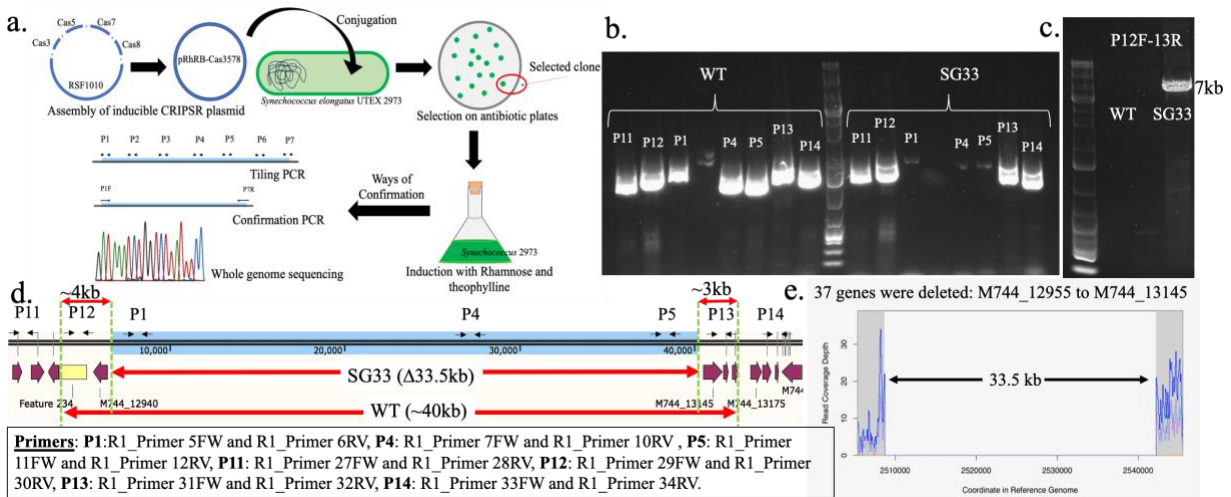 a.
Cas5
Cas7
Cas3
Cas8
RSF1010
Assembly of inducible CRIPSR plasmid
pRhRB-Cas3578
Conjugation
Synechococcus elongatus UTEX 2973
Selected clone
Selection on antibiotic plates
P1 P2 P3 P4 P5 P6 P7
Tiling PCR
P1F P7R
Confirmation PCR
Whole genome sequencing
Ways of
Confirmation
Synechococcus 2973
Induction with Rhamnose and
theophylline
b.
WT
SG33
P11 P12 P1 P4 P5 P13 P14
P11 P12 P1 P4 P5 P13 P14
c.
P12F-13R
7kb
WT SG33
d.
~4kb
~3kb
P11 P12 P1 P4 P5 P13 P14
10,000 20,000 30,000 40,000
SG33 (Δ33.5kb)
Feature 234 M744_12940 M744_13145 M744_13175 M744
WT (~40kb)
Primers: P1:R1_Primer 5FW and R1_Primer 6RV, P4: R1_Primer 7FW and R1_Primer 10RV , P5: R1_Primer
11FW and R1_Primer 12RV, P11: R1_Primer 27FW and R1_Primer 28RV, P12: R1_Primer 29FW and R1_Primer
30RV, P13: R1_Primer 31FW and R1_Primer 32RV, P14: R1_Primer 33FW and R1_Primer 34RV.
e.
37 genes were deleted: M744_12955 to M744_13145
Read Coverage Depth
0 10 20 30
33.5 kb
2510000 2520000 2530000 2540000
Coordinate in Reference Genome